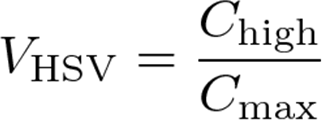 V_HSV = C_high / C_max